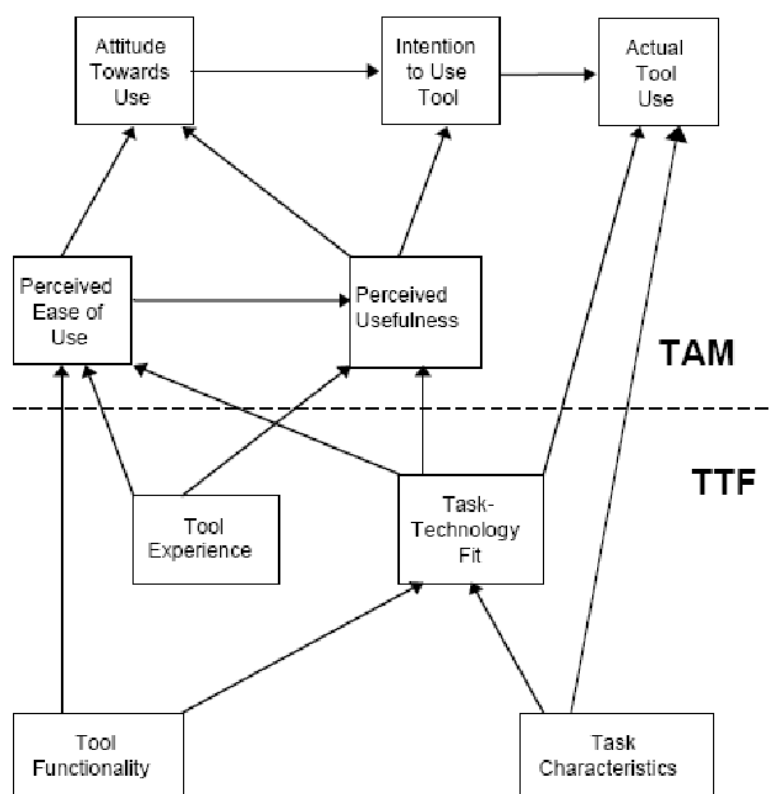 Attitude
Towards
Use
Intention
to Use
Tool
Actual
Tool
Use
Perceived
Ease of
Use
Perceived
Usefulness
TAM
TTF
Tool
Experience
Task-
Technology
Fit
Tool
Functionality
Task
Characteristics